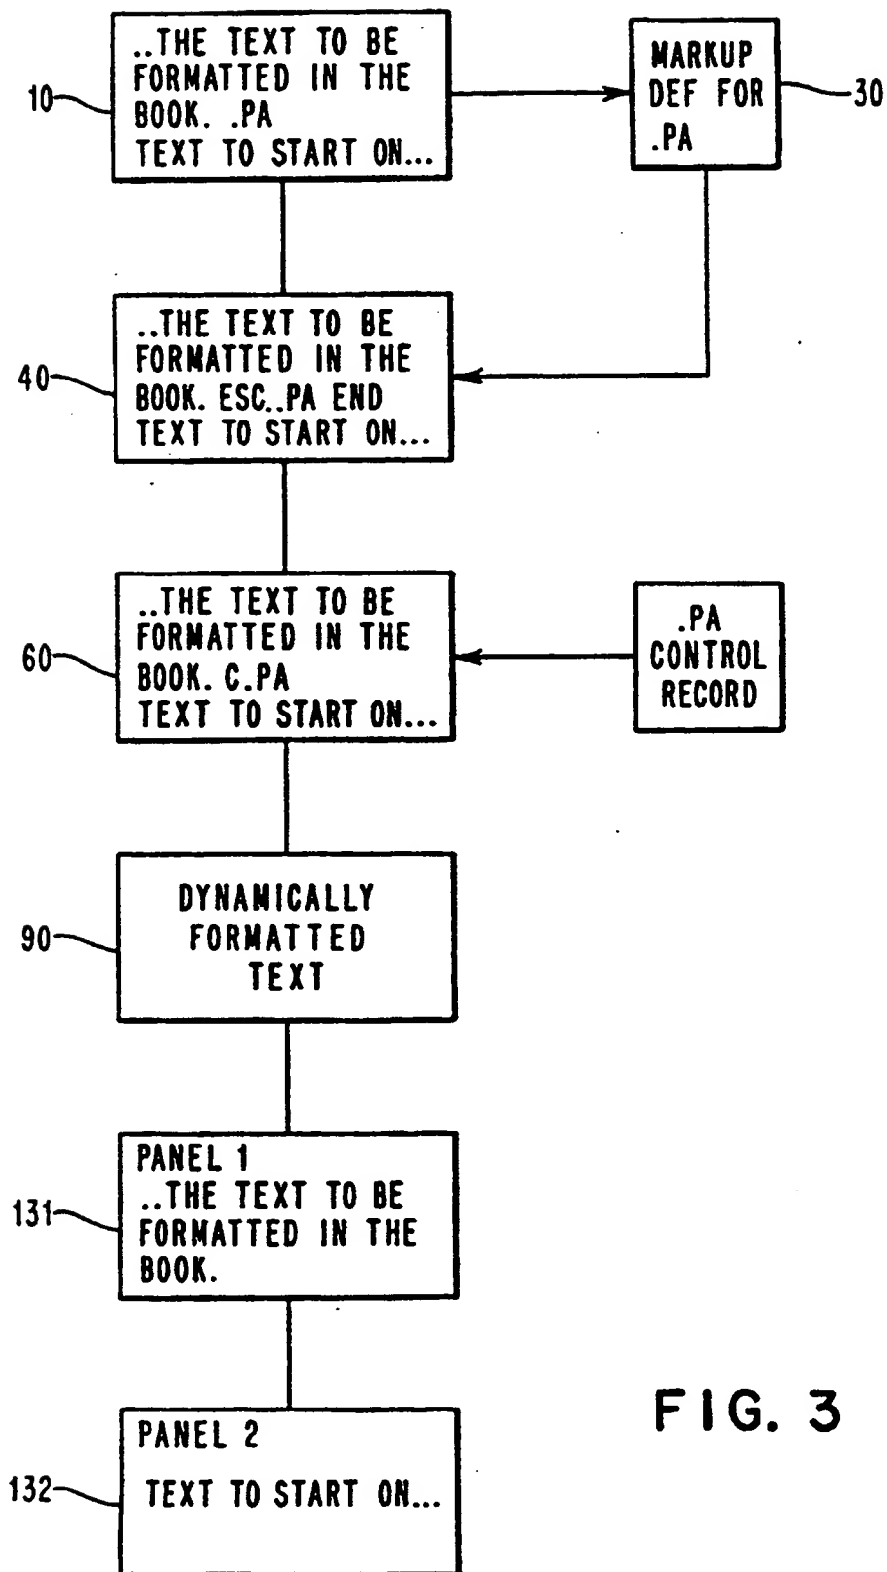 ..THE TEXT TO BE
FORMATTED IN THE
BOOK. .PA
TEXT TO START ON...
10
MARKUP
DEF FOR
.PA
30
..THE TEXT TO BE
FORMATTED IN THE
BOOK. ESC..PA END
TEXT TO START ON...
40
..THE TEXT TO BE
FORMATTED IN THE
BOOK. C.PA
TEXT TO START ON...
60
.PA
CONTROL
RECORD
DYNAMICALLY
FORMATTED
TEXT
90
PANEL 1
..THE TEXT TO BE
FORMATTED IN THE
BOOK.
131
PANEL 2
TEXT TO START ON...
132
FIG. 3